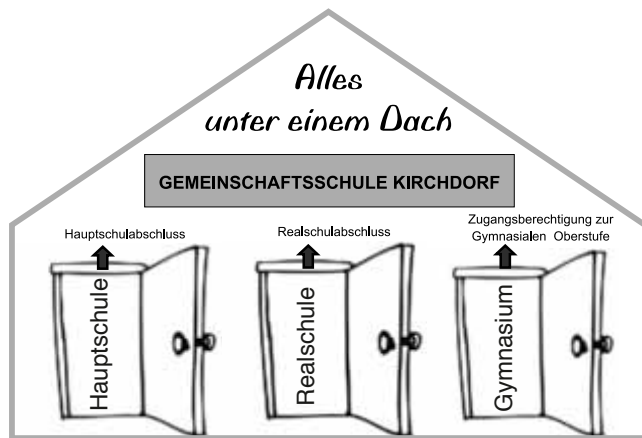 Alles
unter einem Dach
GEMEINSCHAFTSSCHULE KIRCHDORF
Hauptschulabschluss
Realschulabschluss
Zugangsberechtigung zur
Gymnasialen Oberstufe
Hauptschule
Realschule
Gymnasium